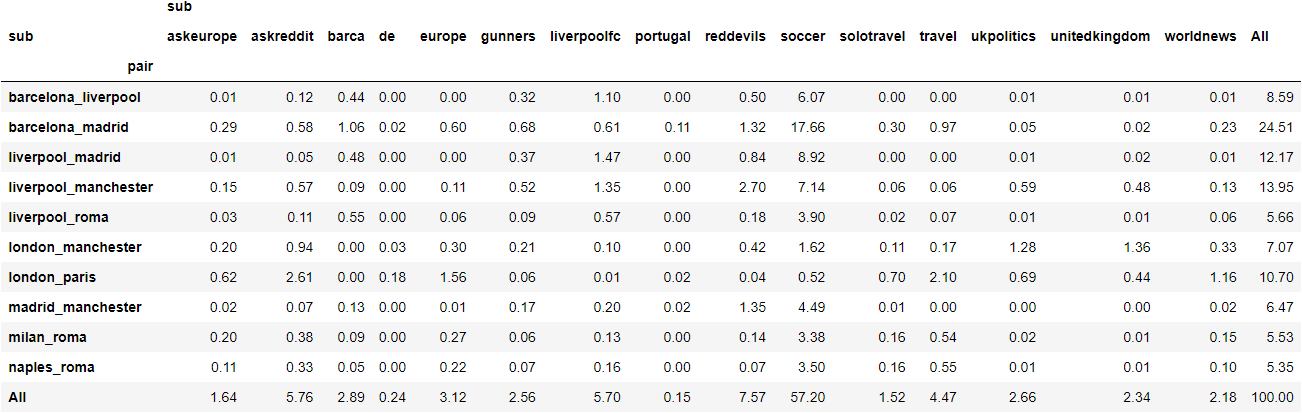 sub
sub askeurope askreddit barca de europe gunners liverpoolfc portugal reddevils soccer solotravel travel ukpolitics unitedkingdom worldnews All
pair
barcelona_liverpool 0.01 0.12 0.44 0.00 0.00 0.32 1.10 0.00 0.50 6.07 0.00 0.00 0.01 0.01 0.01 8.59
barcelona_madrid 0.29 0.58 1.06 0.02 0.60 0.68 0.61 0.11 1.32 17.66 0.30 0.97 0.05 0.02 0.23 24.51
liverpool_madrid 0.01 0.05 0.48 0.00 0.00 0.37 1.47 0.00 0.84 8.92 0.00 0.00 0.01 0.02 0.01 12.17
liverpool_manchester 0.15 0.57 0.09 0.00 0.11 0.52 1.35 0.00 2.70 7.14 0.06 0.06 0.59 0.48 0.13 13.95
liverpool_roma 0.03 0.11 0.55 0.00 0.06 0.09 0.57 0.00 0.18 3.90 0.02 0.07 0.01 0.01 0.06 5.66
london_manchester 0.20 0.94 0.00 0.03 0.30 0.21 0.10 0.00 0.42 1.62 0.11 0.17 1.28 1.36 0.33 7.07
london_paris 0.62 2.61 0.00 0.18 1.56 0.06 0.01 0.02 0.04 0.52 0.70 2.10 0.69 0.44 1.16 10.70
madrid_manchester 0.02 0.07 0.13 0.00 0.01 0.17 0.20 0.02 1.35 4.49 0.01 0.00 0.00 0.00 0.02 6.47
milan_roma 0.20 0.38 0.09 0.00 0.27 0.06 0.13 0.00 0.14 3.38 0.16 0.54 0.02 0.01 0.15 5.53
naples_roma 0.11 0.33 0.05 0.00 0.22 0.07 0.16 0.00 0.07 3.50 0.16 0.55 0.01 0.01 0.10 5.35
All 1.64 5.76 2.89 0.24 3.12 2.56 5.70 0.15 7.57 57.20 1.52 4.47 2.66 2.34 2.18 100.00